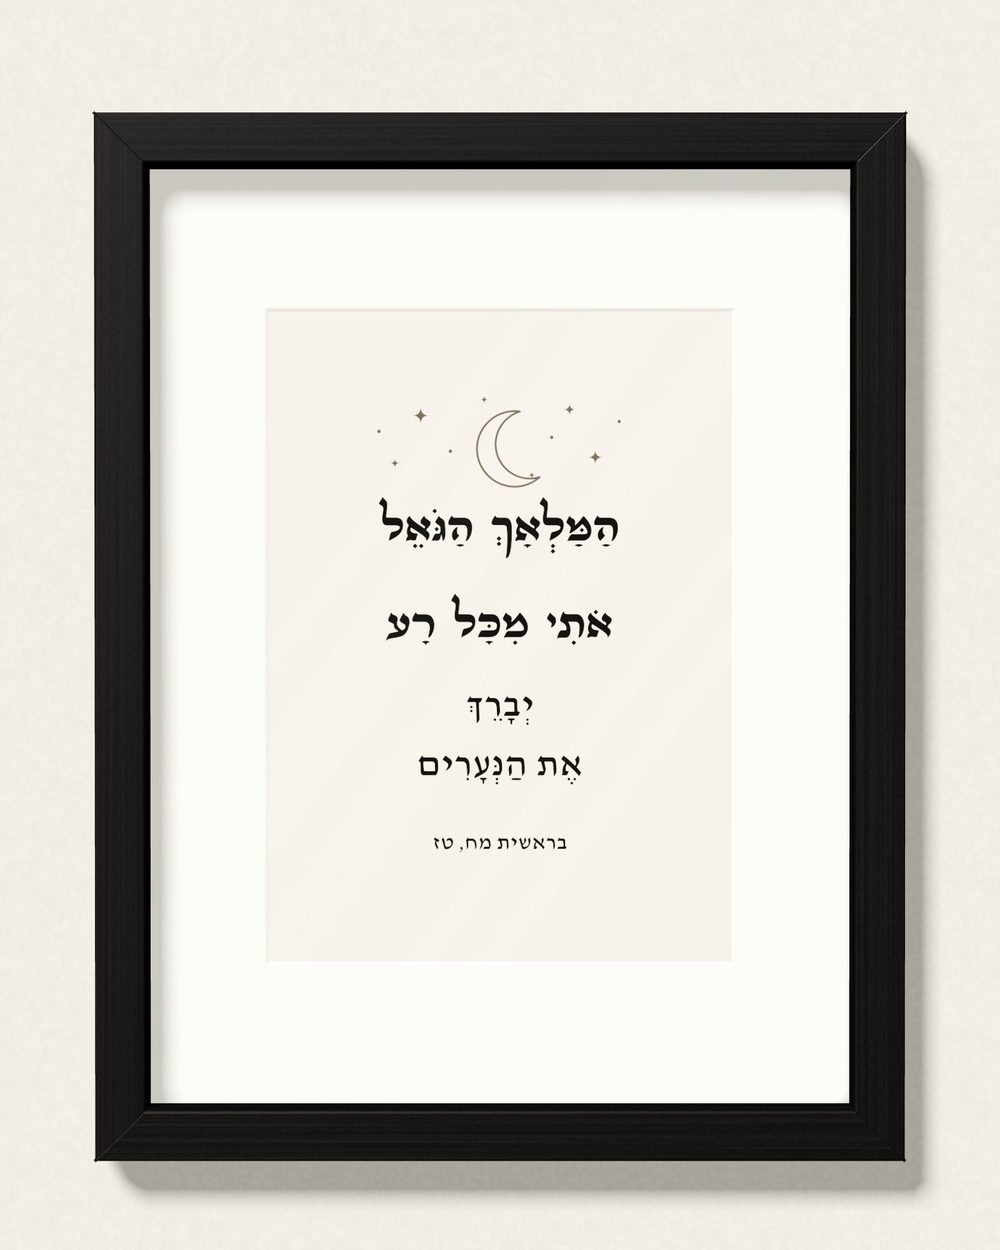 הַמַּלְאָךְ הַגֹּאֵל
אֹתִי מִכָּל רָע
יְבָרֵךְ
אֶת הַנְּעָרִים
בראשית מח, טז